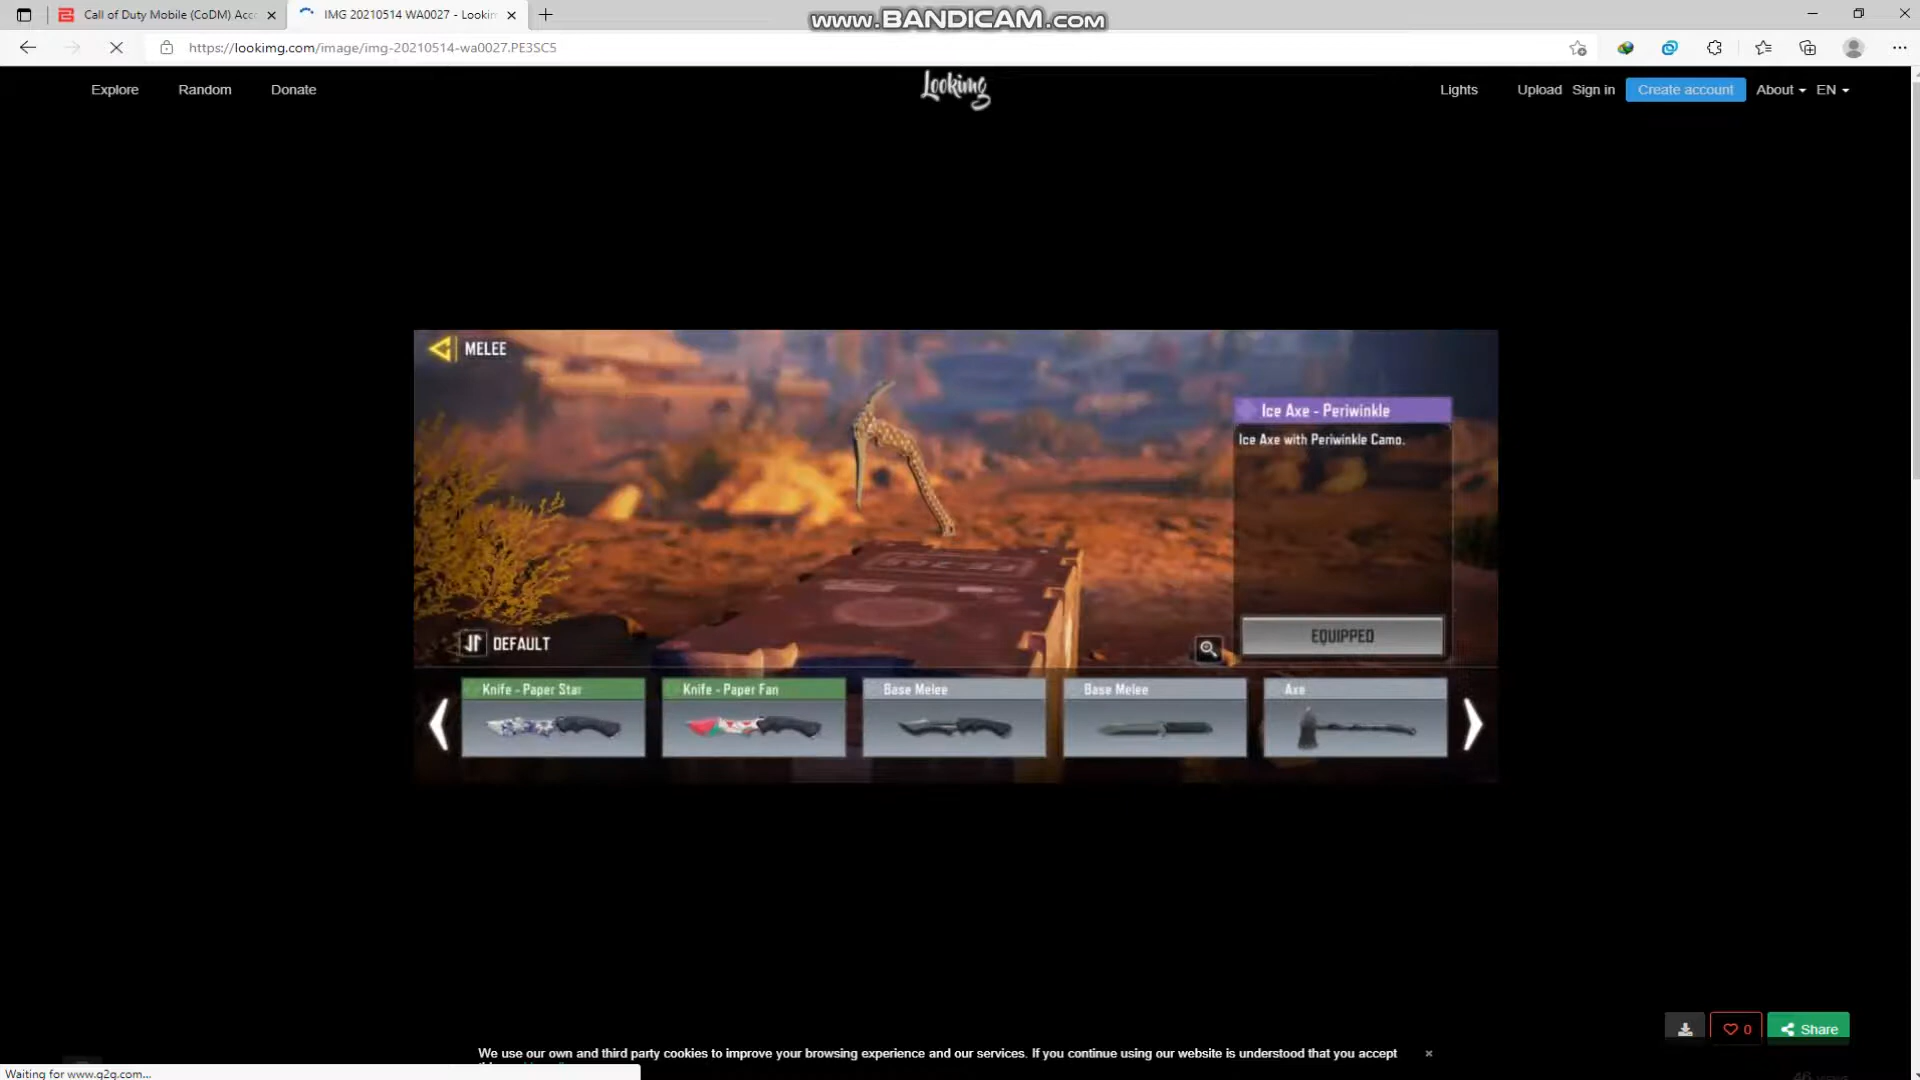 Call of Duty Mobile (CoDM) Acc
IMG 20210514 WA0027 - Lookin
www.BANDICAM.com
https://lookimg.com/image/img-20210514-wa0027.PE3SC5
Explore
Random
Donate
Lookimg
Lights
Upload
Sign in
Create account
About
EN
MELEE
Ice Axe - Periwinkle
Ice Axe with Periwinkle Camo.
DEFAULT
EQUIPPED
Knife - Paper Star
Knife - Paper Fan
Base Melee
Base Melee
Axe
0
Share
We use our own and third party cookies to improve your browsing experience and our services. If you continue using our website is understood that you accept
Waiting for www.g2g.com...